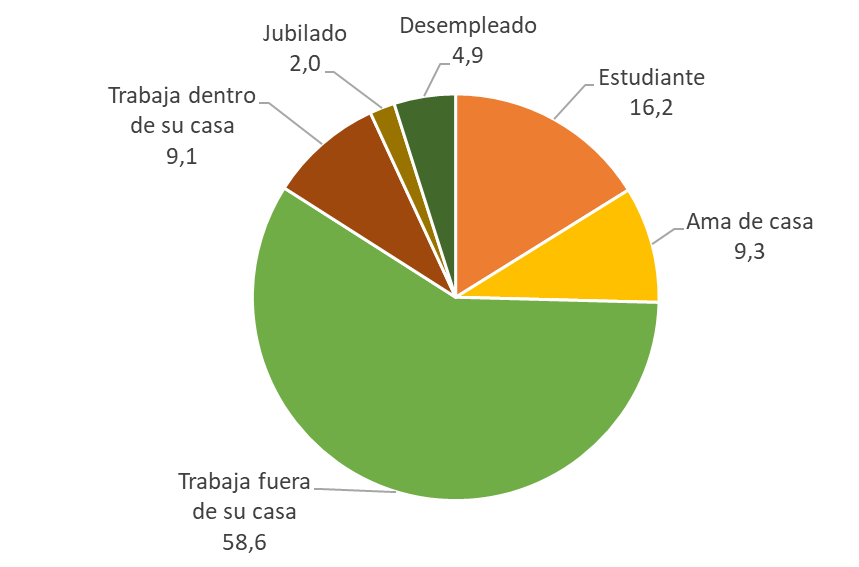 Desempleado
4,9
Estudiante
16,2
Ama de casa
9,3
Trabaja fuera
de su casa
58,6
Trabaja dentro
de su casa
9,1
Jubilado
2,0